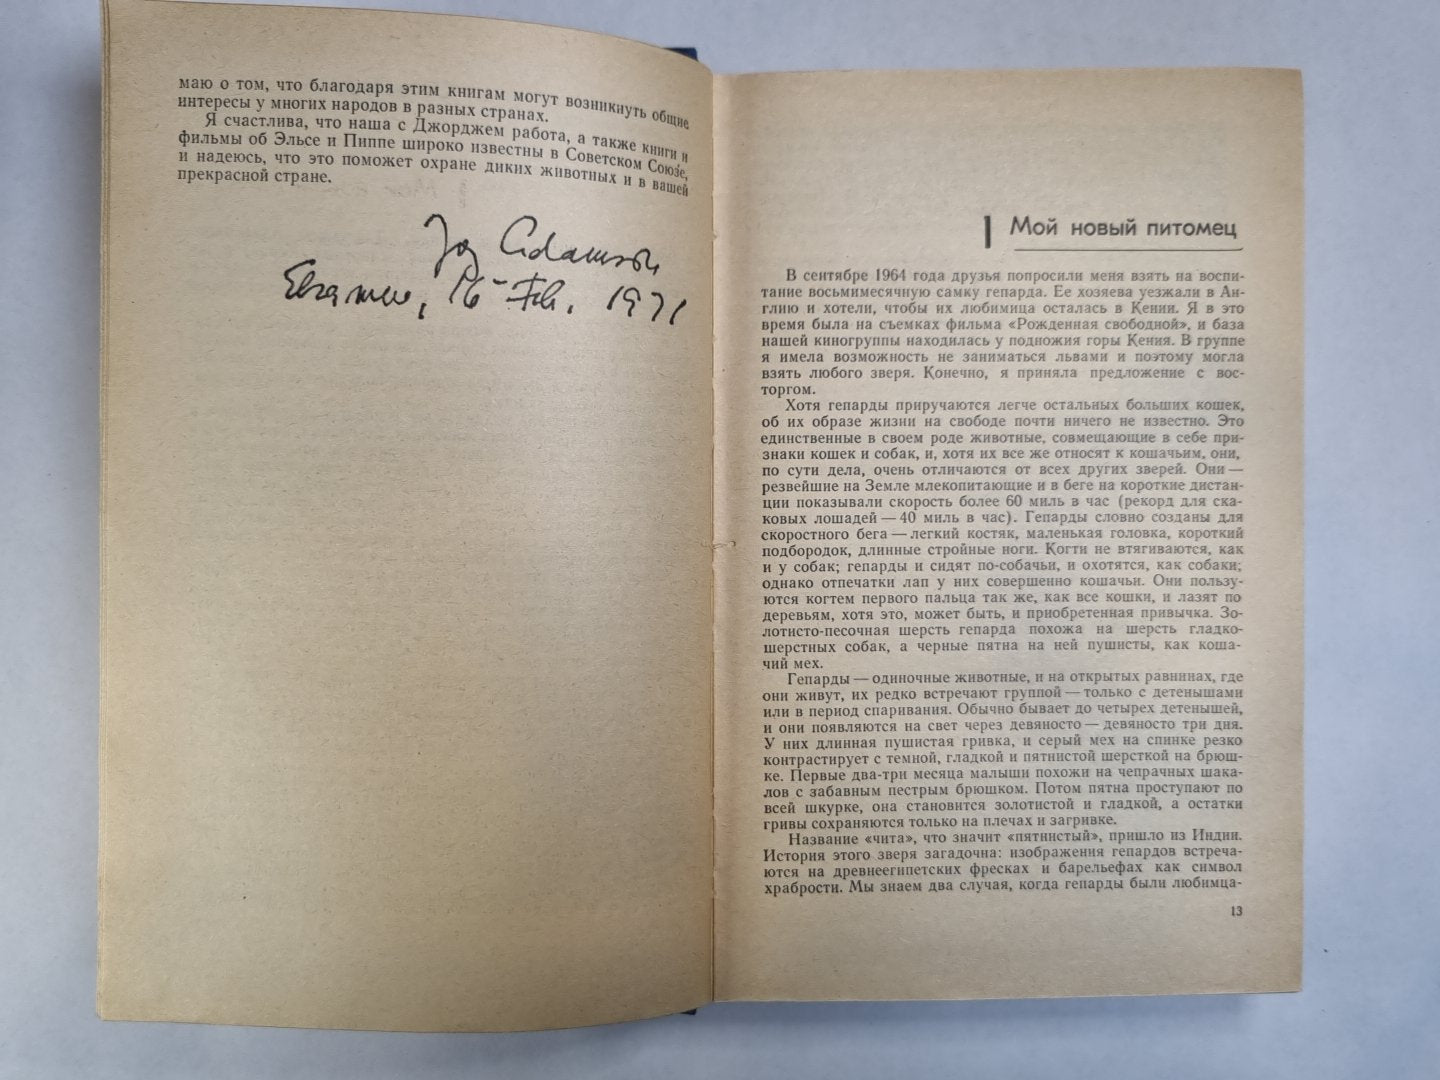 маю о том, что благодаря этим книгам могут возникнуть общие
интересы у многих народов в разных странах.
Я счастлива, что наша с Джорджем работа, а также книги и
фильмы об Эльсе и Пиппе широко известны в Советском Союзе,
и надеюсь, что это поможет охране диких животных и в вашей
прекрасной стране.
Joy Adamson
16 Feb. 1971
1 Мой новый питомец
В сентябре 1964 года друзья попросили меня взять на воспи-
тание восьмимесячную самку гепарда. Ее хозяева уезжали в Ан-
глию и хотели, чтобы их любимица осталась в Кении. Я в это
время была на съемках фильма «Рожденная свободной», и база
нашей киногруппы находилась у подножия горы Кения. В группе
я имела возможность не заниматься львами и поэтому могла
взять любого зверя. Конечно, я приняла предложение с вос-
торгом.
Хотя гепарды приручаются легче остальных больших кошек,
об их образе жизни на свободе почти ничего не известно. Это
единственные в своем роде животные, совмещающие в себе при-
знаки кошек и собак, и, хотя их все же относят к кошачьим, они,
по сути дела, очень отличаются от всех других зверей. Они —
резвейшие на Земле млекопитающие и в беге на короткие дистан-
ции показывали скорость более 60 миль в час (рекорд для ска-
ковых лошадей — 40 миль в час). Гепарды словно созданы для
скоростного бега — легкий костяк, маленькая головка, короткий
подбородок, длинные стройные ноги. Когти не втягиваются, как
и у собак; гепарды и сидят по-собачьи, и охотятся, как собаки;
однако отпечатки лап у них совершенно кошачьи. Они пользу-
ются когтем первого пальца так же, как все кошки, и лазят по
деревьям, хотя это, может быть, и приобретенная привычка. Зо-
лотисто-песочная шерсть гепарда похожа на шерсть гладко-
шерстных собак, а черные пятна на ней пушисты, как коша-
чий мех.
Гепарды — одиночные животные, и на открытых равнинах, где
они живут, их редко встречают группой — только с детенышами
или в период спаривания. Обычно бывает до четырех детенышей,
и они появляются на свет через девяносто — девяносто три дня.
У них длинная пушистая гривка, и серый мех на спинке резко
контрастирует с темной, гладкой и пятнистой шерсткой на брюш-
ке. Первые два-три месяца малыши похожи на чепрачных шака-
лов с забавным пестрым брюшком. Потом пятна проступают по
всей шкурке, она становится золотистой и гладкой, а остатки
гривы сохраняются только на плечах и загривке.
Название «чита», что значит «пятнистый», пришло из Индии.
История этого зверя загадочна: изображения гепардов встреча-
ются на древнеегипетских фресках и барельефах как символ
храбрости. Мы знаем два случая, когда гепарды были любимца-
13